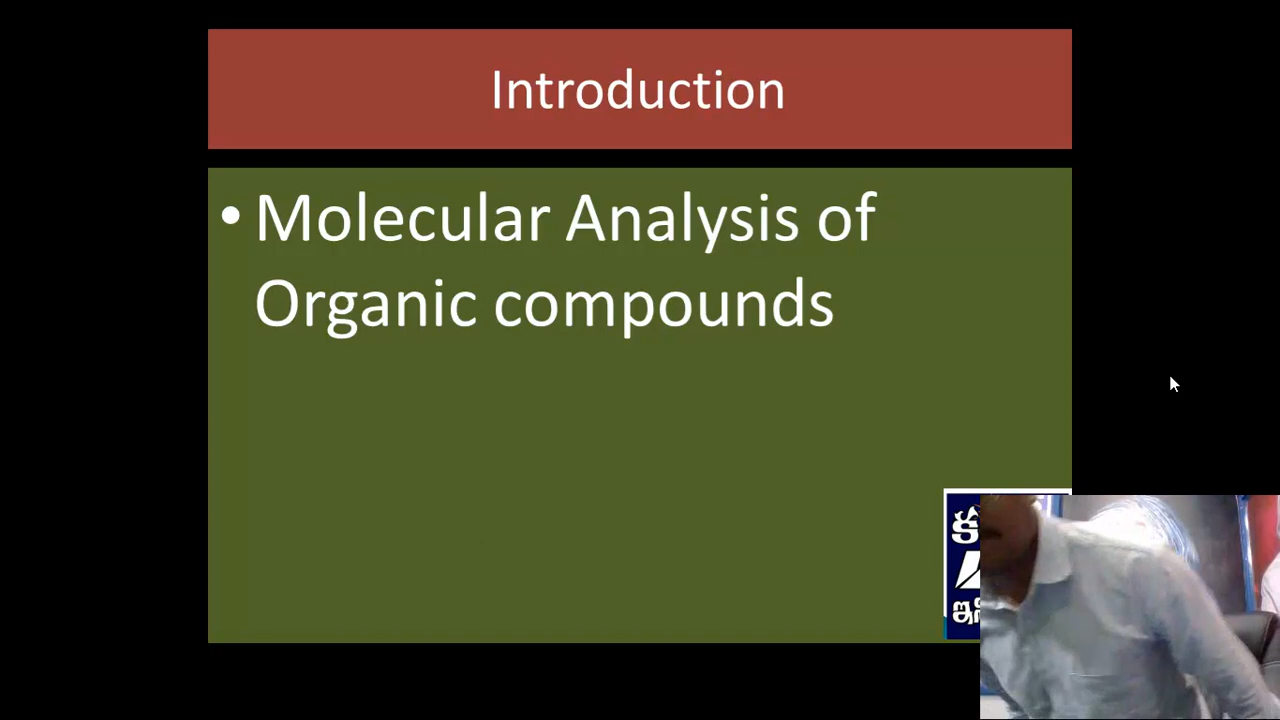 Introduction
• Molecular Analysis of
Organic compounds